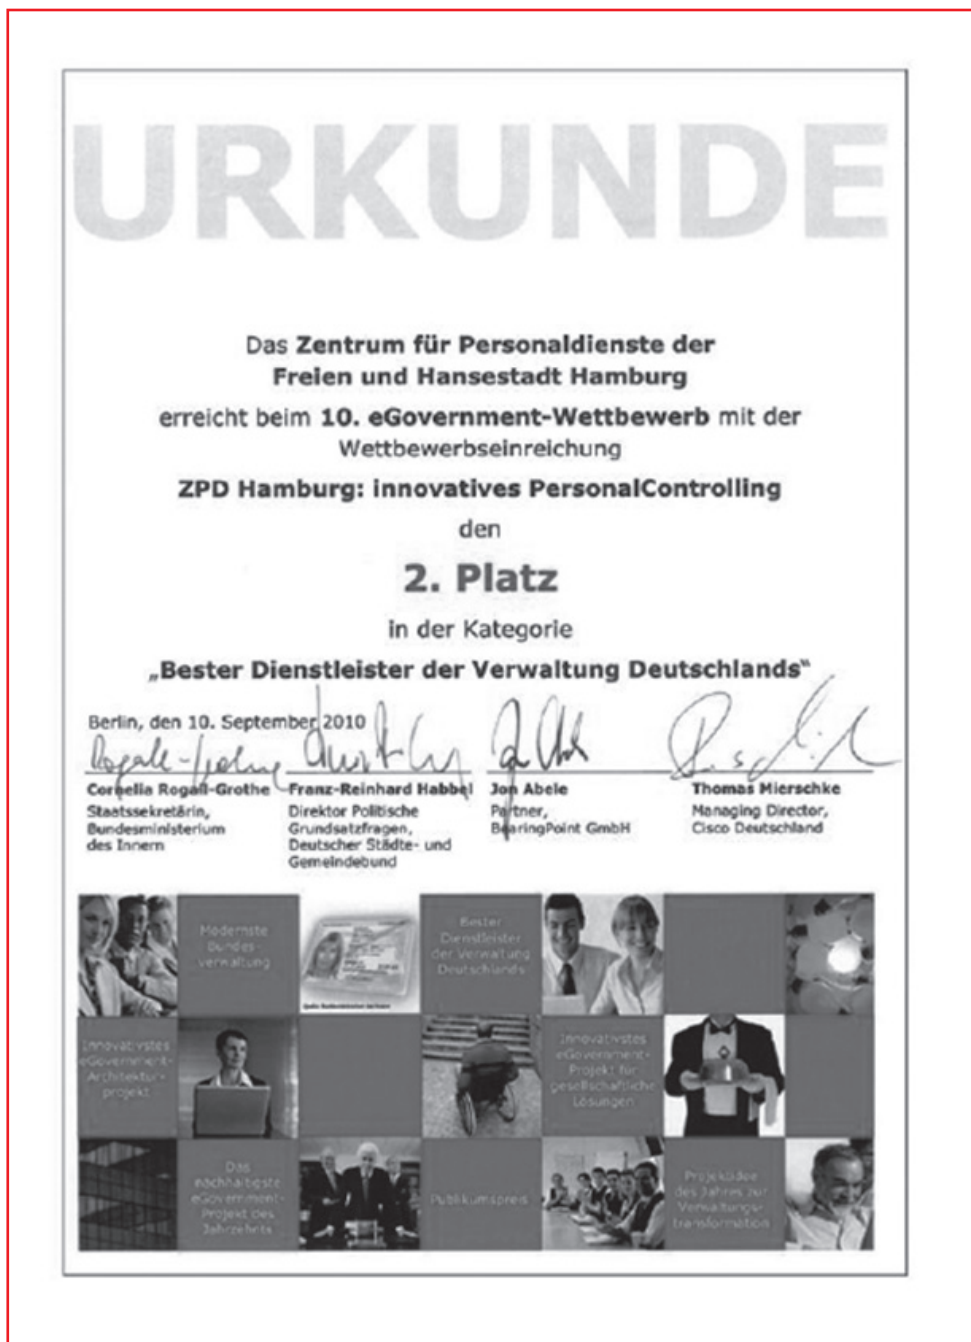 URKUNDE
Das Zentrum für Personaldienste der
Freien und Hansestadt Hamburg
erreicht beim 10. eGovernment-Wettbewerb mit der
Wettbewerbseinreichung
ZPD Hamburg: innovatives PersonalControlling
den
2. Platz
in der Kategorie
„Bester Dienstleister der Verwaltung Deutschlands“
Berlin, den 10. September 2010
Cornelia Rogall-Grothe
Staatssekretärin,
Bundesministerium
des Innern
Franz-Reinhard Habbel
Direktor Politische
Grundsatzfragen,
Deutscher Städte- und
Gemeindebund
Jon Abele
Partner,
BearingPoint GmbH
Thomas Mierschke
Managing Director,
Cisco Deutschland
Modernste
Bundes-
verwaltung
Bester
Dienstleister
der Verwaltung
Deutschlands
Innovativstes
eGovernment-
Architektur-
projekt
Innovativstes
eGovernment-
Projekt für
gesellschaftliche
Lösungen
Das
nachhaltigste
eGovernment-
Projekt des
Jahrzehnts
Publikumspreis
Projektidee
des Jahres zur
Verwaltungs-
transformation